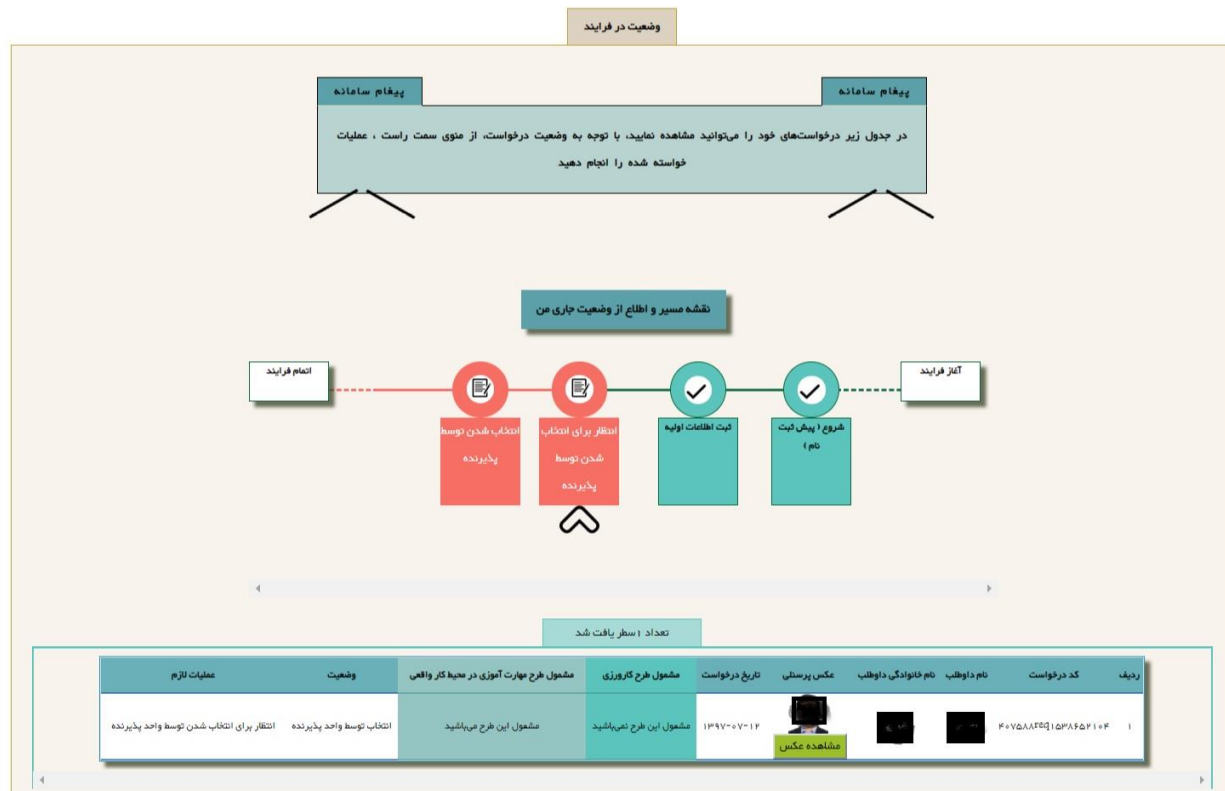 وضعیت در فرایند
پیغام سامانه
پیغام سامانه
در جدول زیر درخواست‌های خود را می‌توانید مشاهده نمایید، با توجه به وضعیت درخواست، از منوی سمت راست ، عملیات
خواسته شده را انجام دهید
نقشه مسیر و اطلاع از وضعیت جاری من
آغاز فرایند
شروع ( پیش ثبت
نام )
ثبت اطلاعات اولیه
انتظار برای انتخاب
شدن توسط
پذیرنده
انتخاب شدن توسط
پذیرنده
اتمام فرایند
تعداد ۱ سطر یافت شد
ردیف کد درخواست نام داوطلب نام خانوادگی داوطلب عکس پرسنلی تاریخ درخواست مشمول طرح کارورزی مشمول طرح مهارت آموزی در محیط کار واقعی وضعیت عملیات لازم
۱ ۴۰۷۵۸۸req۱۵۳۸۶۵۲۱۰۴ ۱۳۹۷-۰۷-۱۲ مشمول این طرح نمی‌باشید مشمول این طرح می‌باشید انتخاب توسط واحد پذیرنده انتظار برای انتخاب شدن توسط واحد پذیرنده
مشاهده عکس